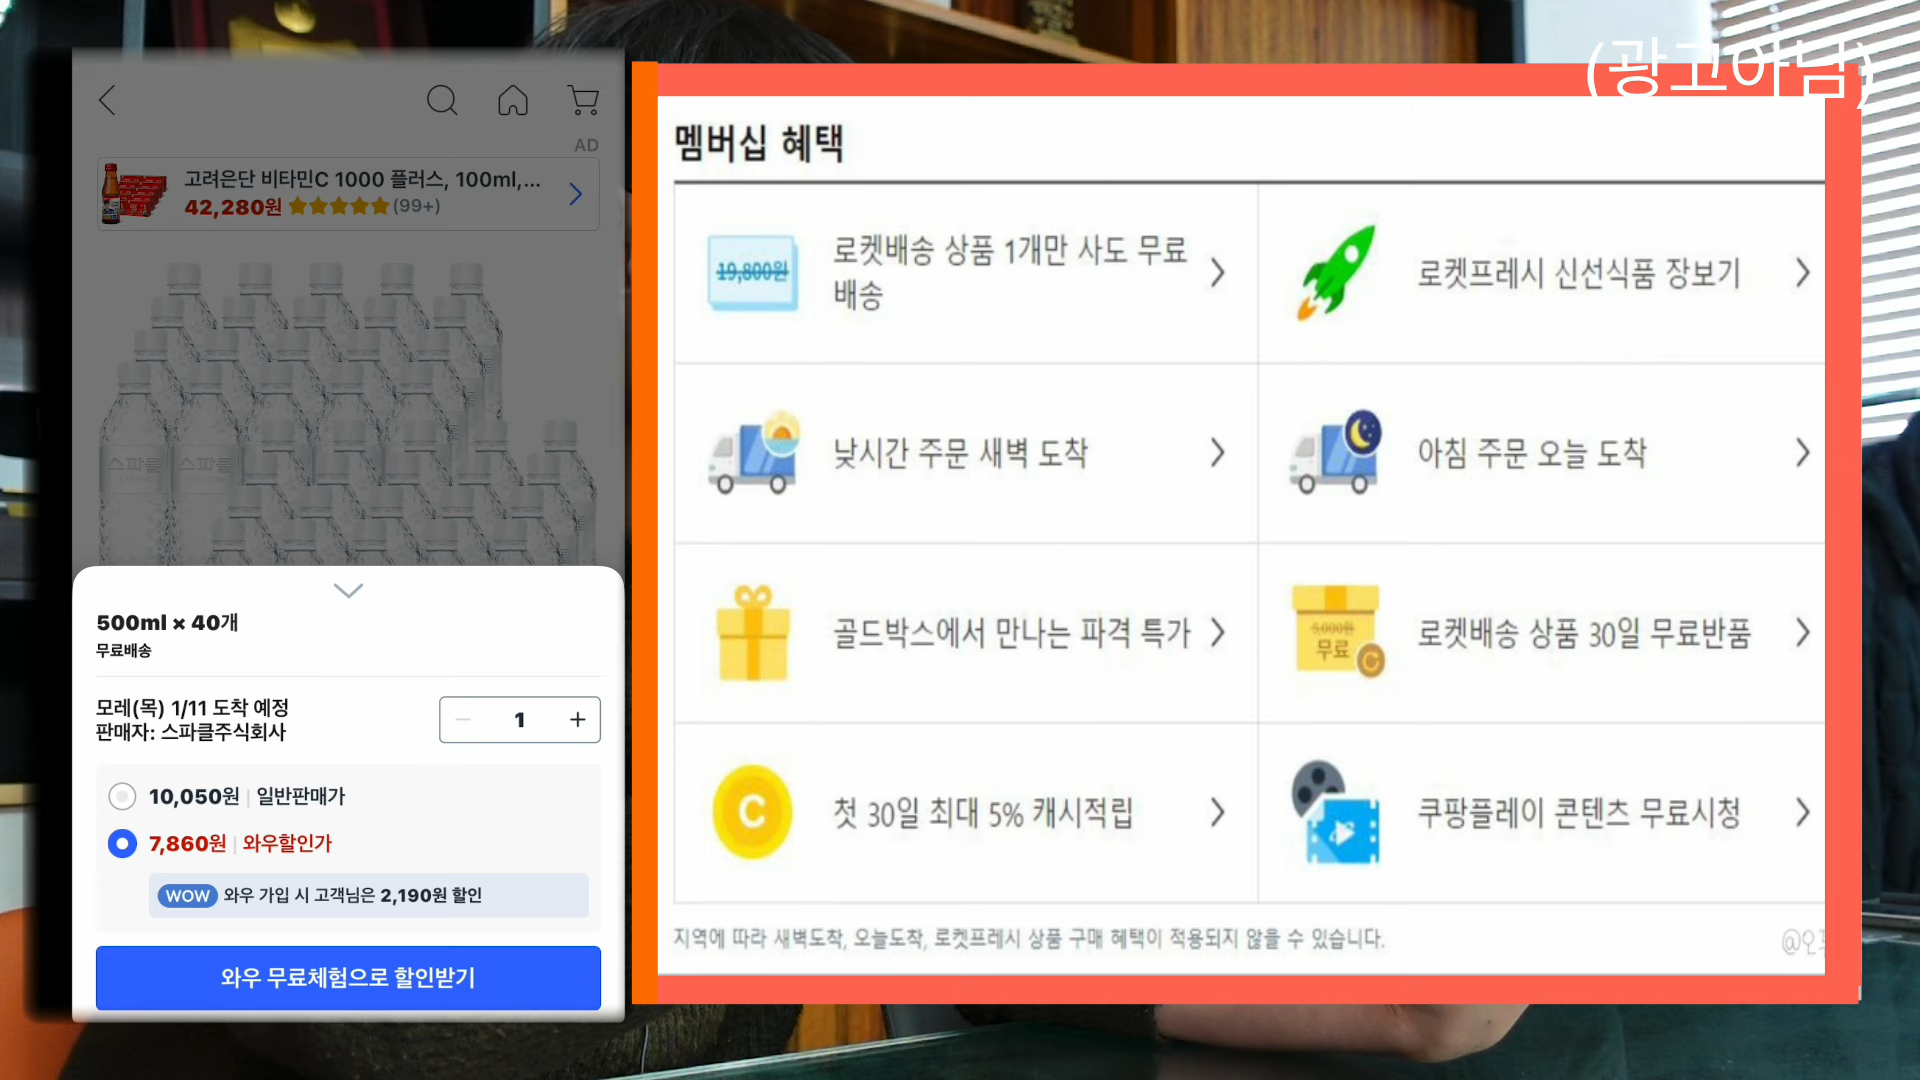 (광고아님)
AD
고려은단 비타민C 1000 플러스, 100ml,...
42,280원 (99+)
스파클 스파클
500ml × 40개
무료배송
모레(목) 1/11 도착 예정
판매자: 스파클주식회사
1
10,050원 | 일반판매가
7,860원 | 와우할인가
WOW 와우 가입 시 고객님은 2,190원 할인
와우 무료체험으로 할인받기
멤버십 혜택
19,800원
로켓배송 상품 1개만 사도 무료
배송
로켓프레시 신선식품 장보기
낮시간 주문 새벽 도착
아침 주문 오늘 도착
골드박스에서 만나는 파격 특가
5,000원
무료
C
로켓배송 상품 30일 무료반품
C
첫 30일 최대 5% 캐시적립
쿠팡플레이 콘텐츠 무료시청
지역에 따라 새벽도착, 오늘도착, 로켓프레시 상품 구매 혜택이 적용되지 않을 수 있습니다.